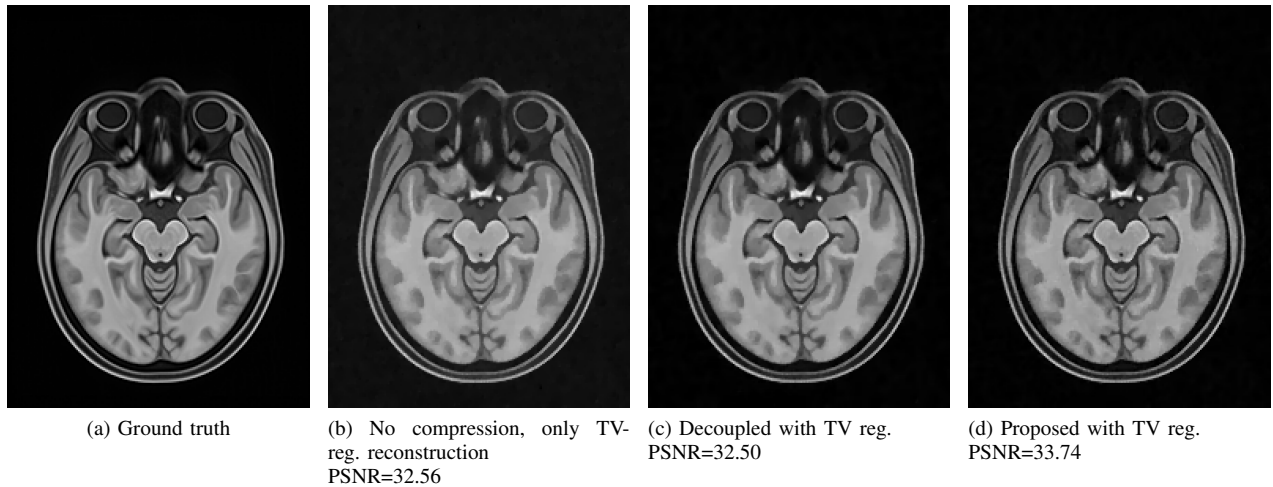 (a) Ground truth
(b) No compression, only TV-
reg. reconstruction
PSNR=32.56
(c) Decoupled with TV reg.
PSNR=32.50
(d) Proposed with TV reg.
PSNR=33.74